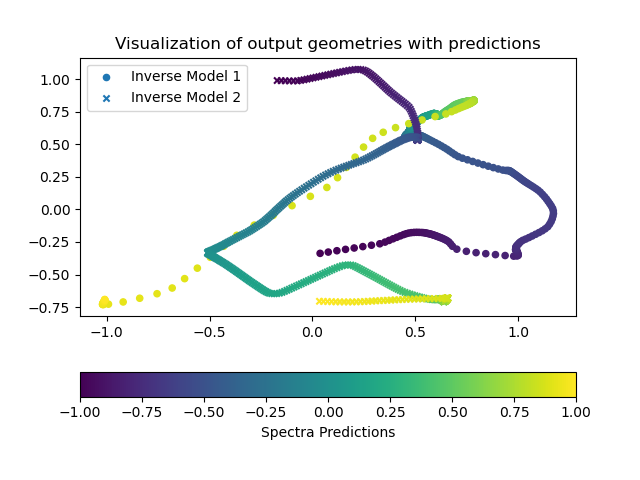 Visualization of output geometries with predictions
Inverse Model 1
Inverse Model 2
1.00
0.75
0.50
0.25
0.00
−0.25
−0.50
−0.75
−1.0 −0.5 0.0 0.5 1.0
−1.00 −0.75 −0.50 −0.25 0.00 0.25 0.50 0.75 1.00
Spectra Predictions